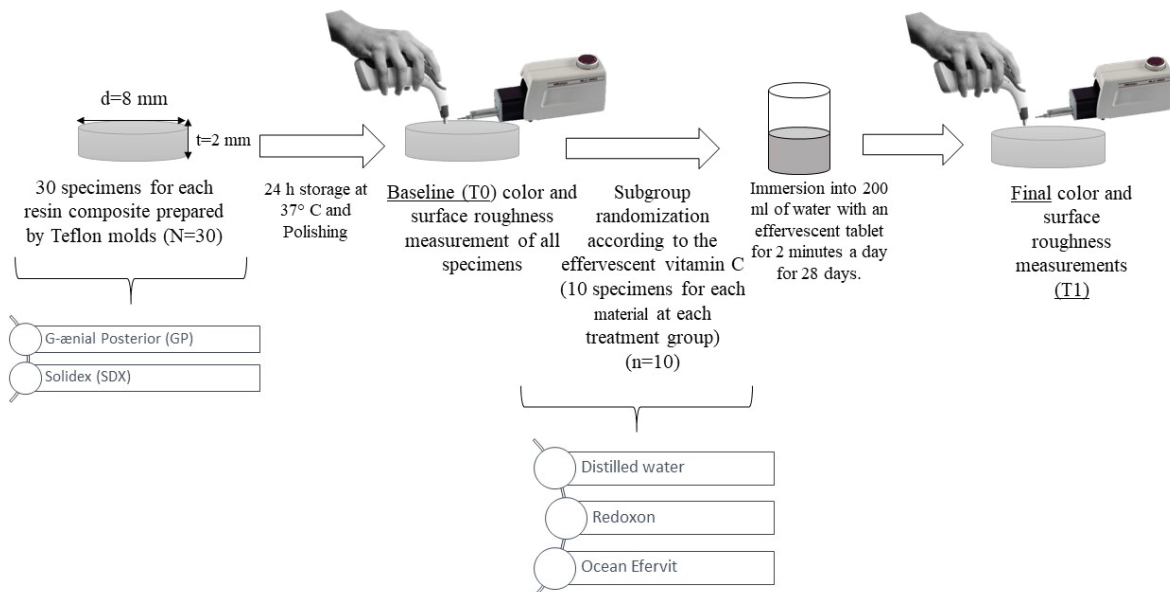 d=8 mm
t=2 mm
30 specimens for each
resin composite prepared
by Teflon molds (N=30)
G-ænial Posterior (GP)
Solidex (SDX)
24 h storage at
37° C and
Polishing
Baseline (T0) color and
surface roughness
measurement of all
specimens
Subgroup
randomization
according to the
effervescent vitamin C
(10 specimens for each
material at each
treatment group)
(n=10)
Distilled water
Redoxon
Ocean Efervit
Immersion into 200
ml of water with an
effervescent tablet
for 2 minutes a day
for 28 days.
Final color and
surface
roughness
measurements
(T1)